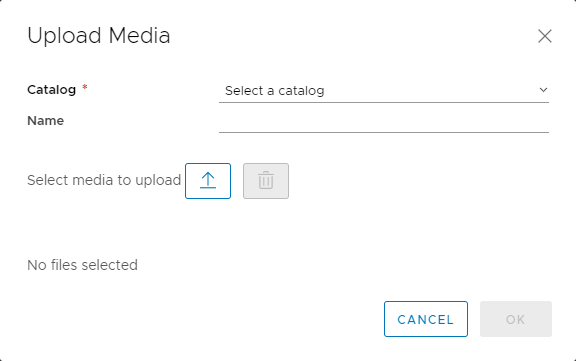 Upload Media
Catalog * Select a catalog
Name
Select media to upload
No files selected
CANCEL OK